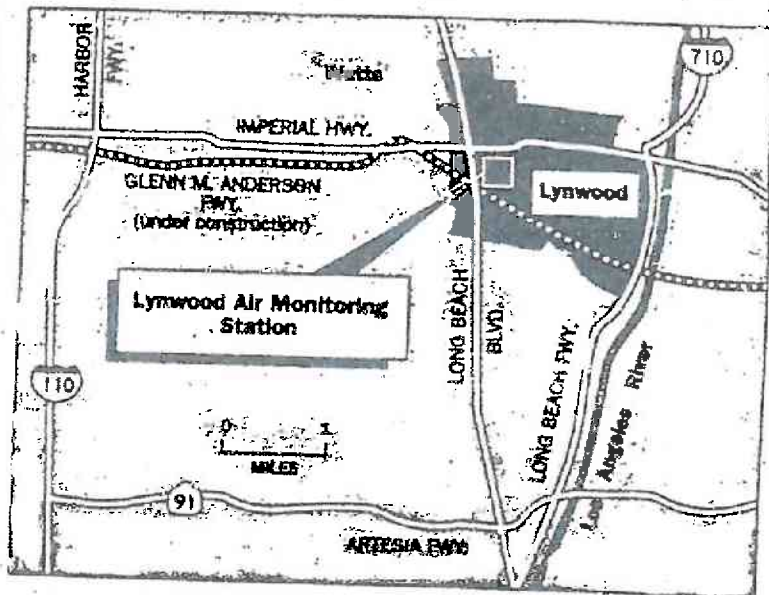 HARBOR
FWY.
Watts
710
IMPERIAL HWY.
GLENN M. ANDERSON
FWY.
(under construction)
Lynwood
Lynwood Air Monitoring
Station
LONG BEACH
BLVD.
LONG BEACH FWY.
Los Angeles River
110
0 1
MILES
91
ARTESIA FWY.